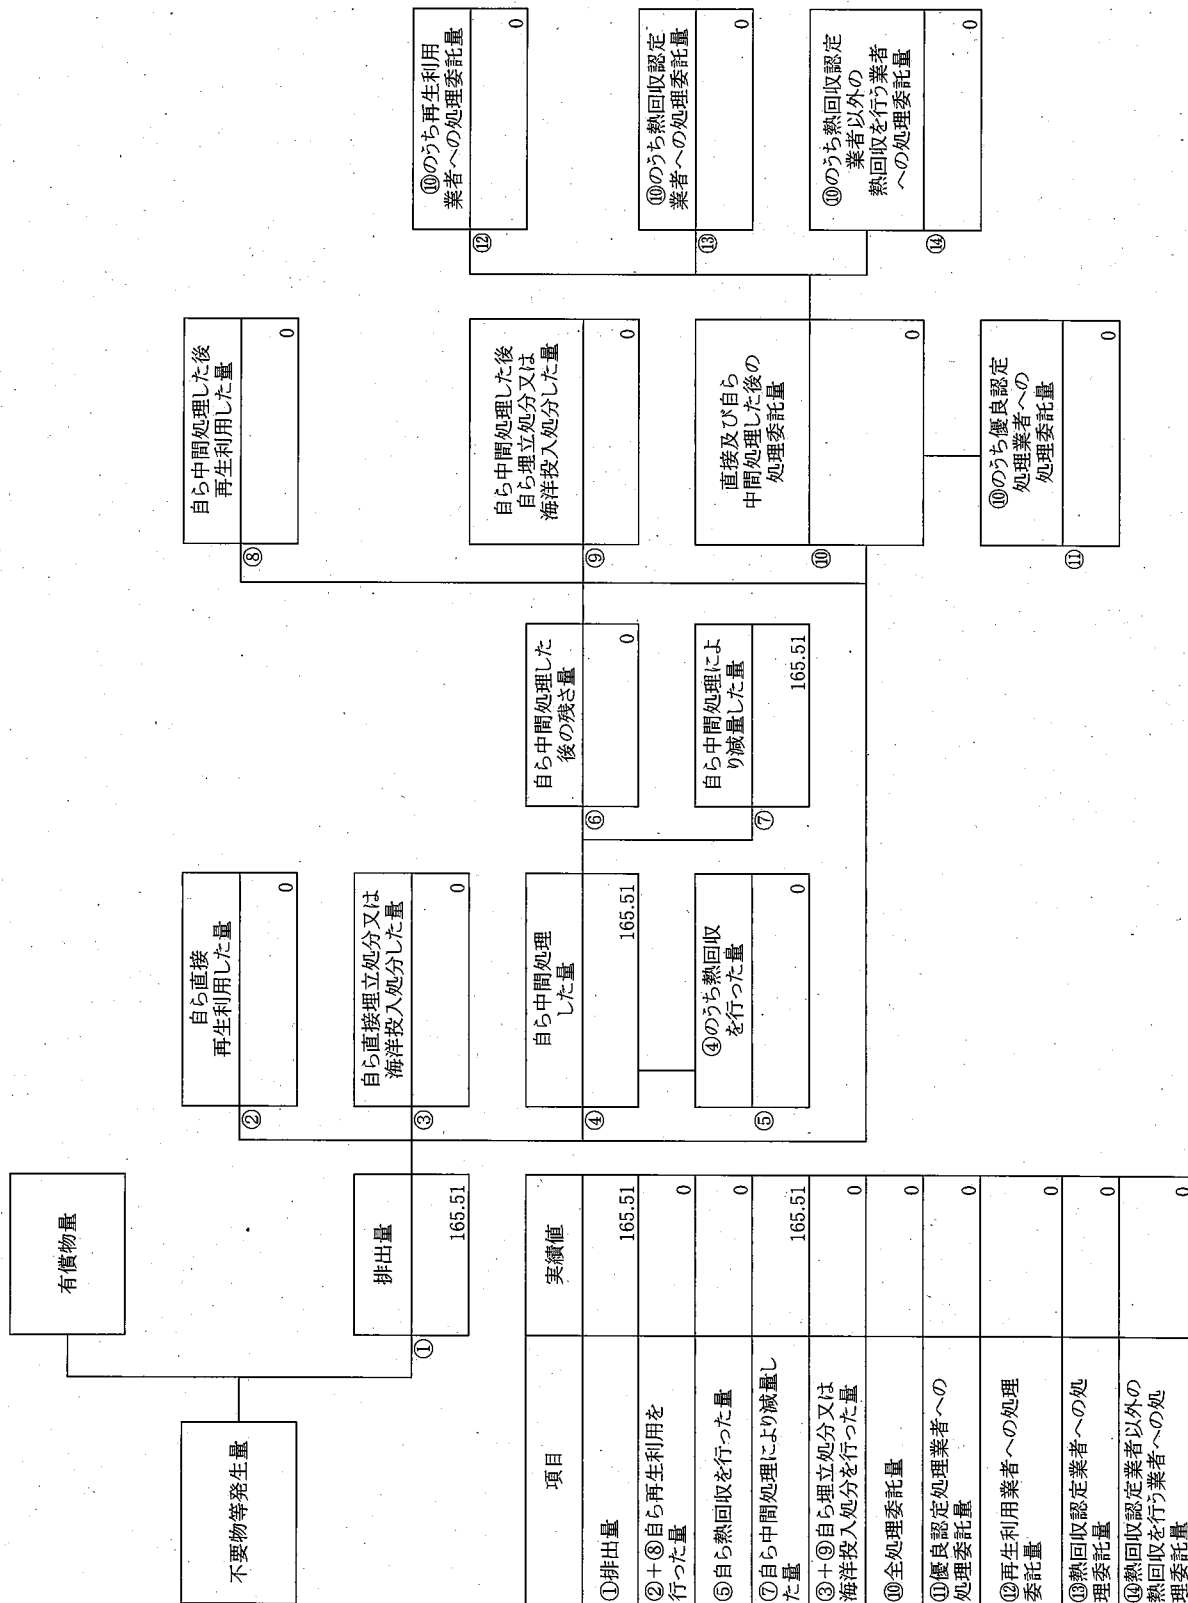 不要物等発生量
有償物量
排出量
①
165.51
自ら直接
再生利用した量
②
0
自ら直接埋立処分又は
海洋投入処分した量
③
0
自ら中間処理
した量
④
165.51
④のうち熱回収
を行った量
⑤
0
自ら中間処理した
後の残さ量
⑥
0
自ら中間処理によ
り減量した量
⑦
165.51
自ら中間処理した後
再生利用した量
⑧
0
自ら中間処理した後
自ら埋立処分又は
海洋投入処分した量
⑨
0
直接及び自ら
中間処理した後の
処理委託量
⑩
0
⑩のうち優良認定
処理業者への
処理委託量
⑪
0
⑩のうち再生利用
業者への処理委託量
⑫
0
⑩のうち熱回収認定
業者への処理委託量
⑬
0
⑩のうち熱回収認定
業者以外の
熱回収を行う業者
への処理委託量
⑭
0
項目
実績値
①排出量
165.51
②+⑧自ら再生利用を
行った量
0
⑤自ら熱回収を行った量
0
⑦自ら中間処理により減量し
た量
165.51
③+⑨自ら埋立処分又は
海洋投入処分を行った量
0
⑩全処理委託量
0
⑪優良認定処理業者への
処理委託量
0
⑫再生利用業者への処理
委託量
0
⑬熱回収認定業者への処
理委託量
0
⑭熱回収認定業者以外の
熱回収を行う業者への処
理委託量
0